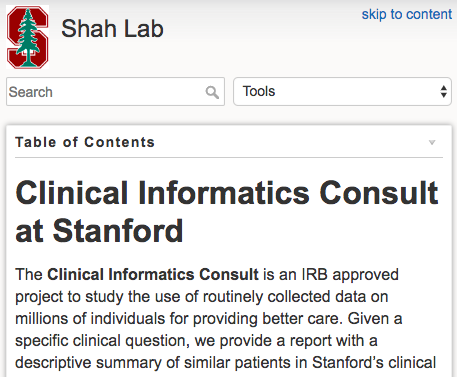 skip to content
Shah Lab
Search
Tools
Table of Contents
Clinical Informatics Consult
at Stanford
The Clinical Informatics Consult is an IRB approved
project to study the use of routinely collected data on
millions of individuals for providing better care. Given a
specific clinical question, we provide a report with a
descriptive summary of similar patients in Stanford’s clinical